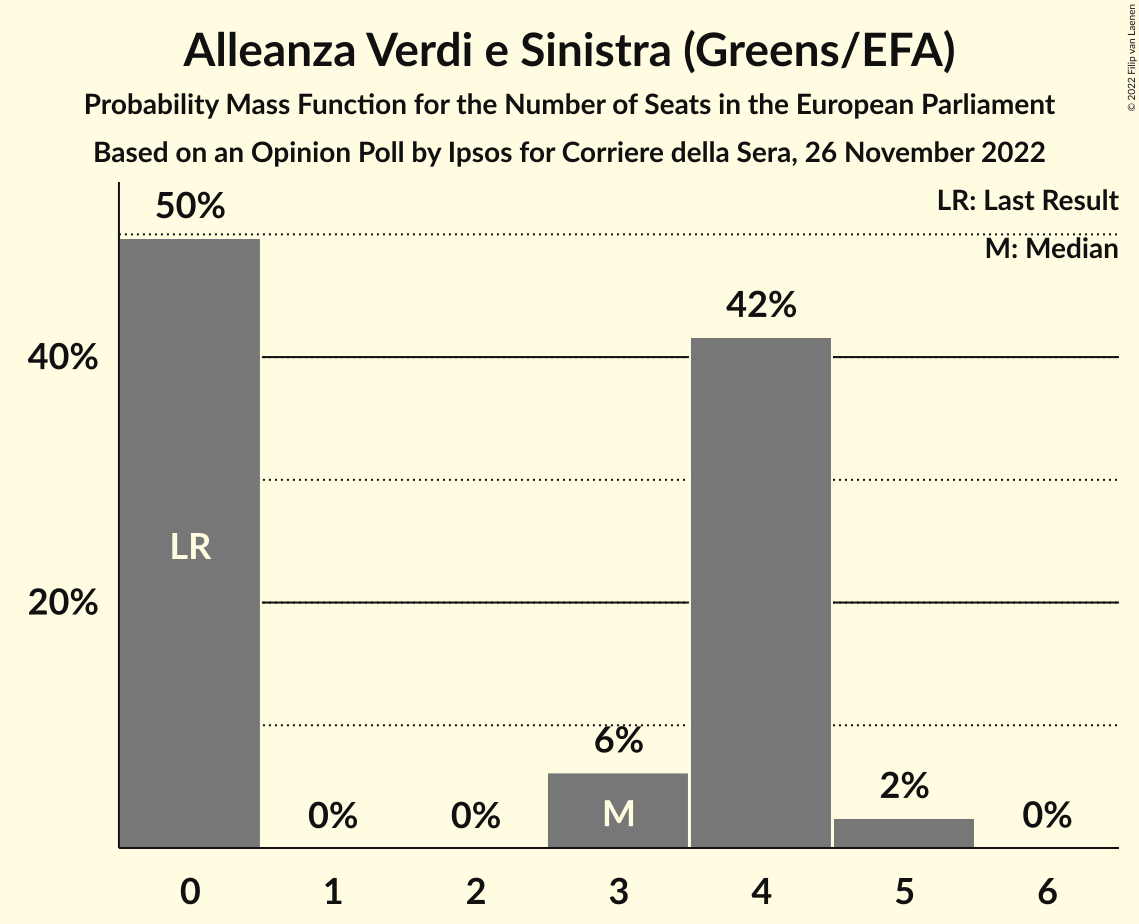 Alleanza Verdi e Sinistra (Greens/EFA)
Probability Mass Function for the Number of Seats in the European Parliament
Based on an Opinion Poll by Ipsos for Corriere della Sera, 26 November 2022
© 2022 Filip van Laenen
LR: Last Result
M: Median
50%
42%
40%
LR
20%
6%
M
2%
0%
0%
0%
0 1 2 3 4 5 6